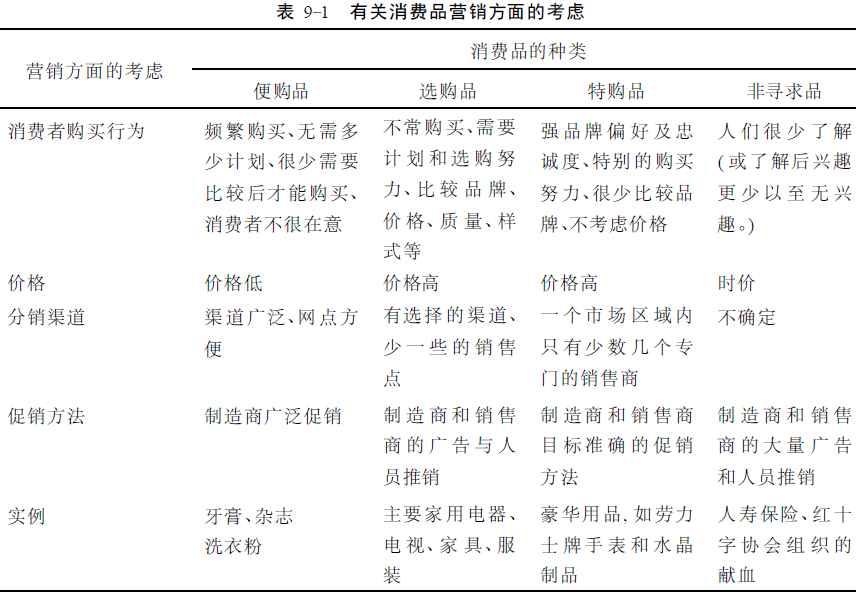 表 9-1 有关消费品营销方面的考虑
营销方面的考虑
消费品的种类
便购品 选购品 特购品 非寻求品
消费者购买行为
频繁购买、无需多
少计划、很少需要
比较后才能购买、
消费者不很在意
不常购买、需要
计划和选购努
力、比较品牌、
价格、质量、样
式等
强品牌偏好及忠
诚度、特别的购买
努力、很少比较品
牌、不考虑价格
人们很少了解
(或了解后兴趣
更少以至无兴
趣。)
价格 价格低 价格高 价格高 时价
分销渠道
渠道广泛、网点方
便
有选择的渠道、
少一些的销售
点
一个市场区域内
只有少数几个专
门的销售商
不确定
促销方法
制造商广泛促销
制造商和销售
商的广告与人
员推销
制造商和销售商
目标准确的促销
方法
制造商和销售
商的大量广告
和人员推销
实例
牙膏、杂志
洗衣粉
主要家用电器、
电视、家具、服
装
豪华用品,如劳力
士牌手表和水晶
制品
人寿保险、红十
字协会组织的
献血